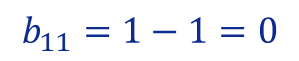 b₁₁ = 1 − 1 = 0